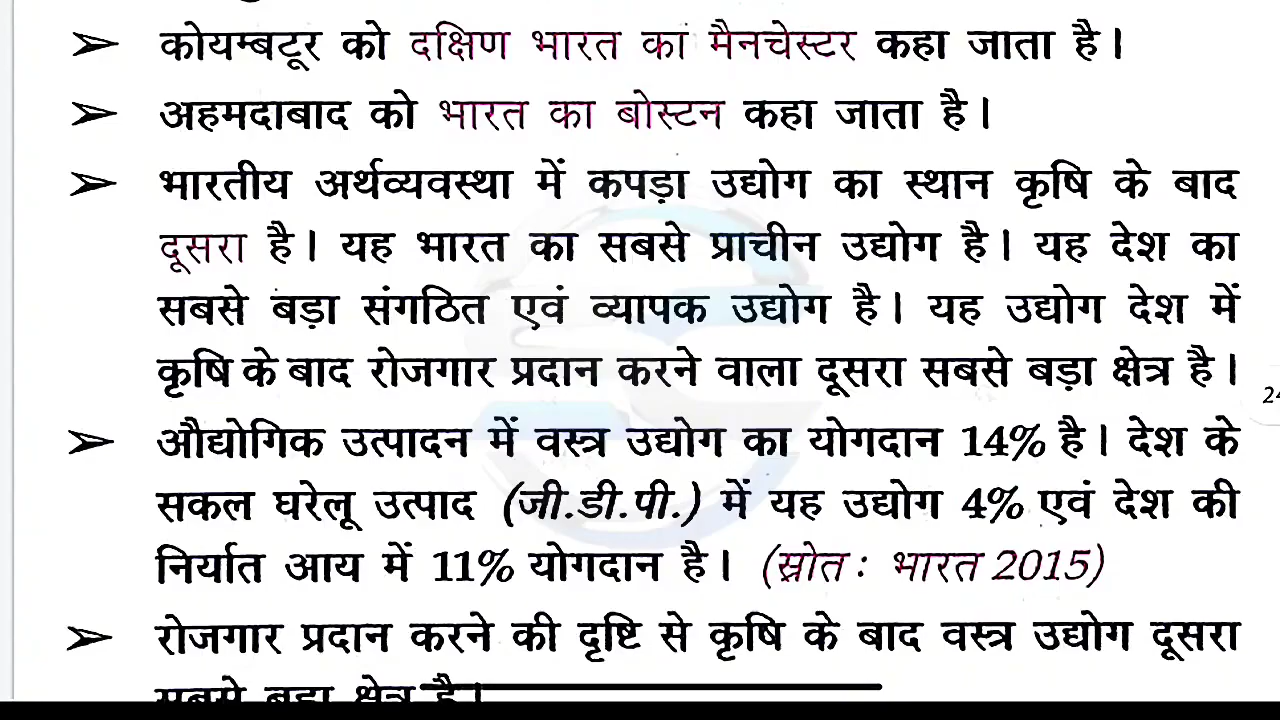 ➢ कोयम्बटूर को दक्षिण भारत का मैनचेस्टर कहा जाता है।
➢ अहमदाबाद को भारत का बोस्टन कहा जाता है।
➢ भारतीय अर्थव्यवस्था में कपड़ा उद्योग का स्थान कृषि के बाद
दूसरा है। यह भारत का सबसे प्राचीन उद्योग है। यह देश का
सबसे बड़ा संगठित एवं व्यापक उद्योग है। यह उद्योग देश में
कृषि के बाद रोजगार प्रदान करने वाला दूसरा सबसे बड़ा क्षेत्र है।
24
➢ औद्योगिक उत्पादन में वस्त्र उद्योग का योगदान 14% है। देश के
सकल घरेलू उत्पाद (जी.डी.पी.) में यह उद्योग 4% एवं देश की
निर्यात आय में 11% योगदान है। (स्रोत : भारत 2015)
➢ रोजगार प्रदान करने की दृष्टि से कृषि के बाद वस्त्र उद्योग दूसरा
सबसे बड़ा क्षेत्र है।